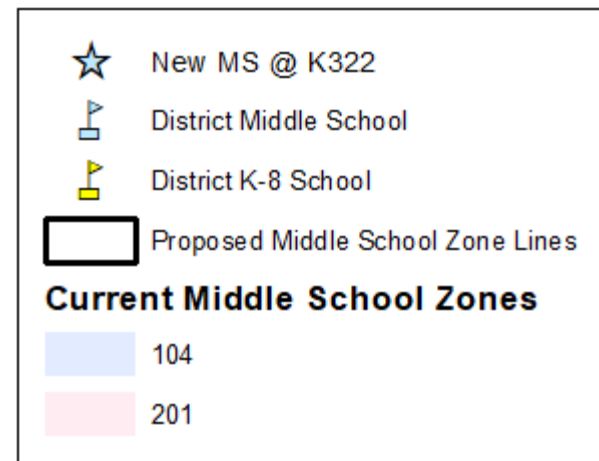 New MS @ K322
District Middle School
District K-8 School
Proposed Middle School Zone Lines
Current Middle School Zones
104
201